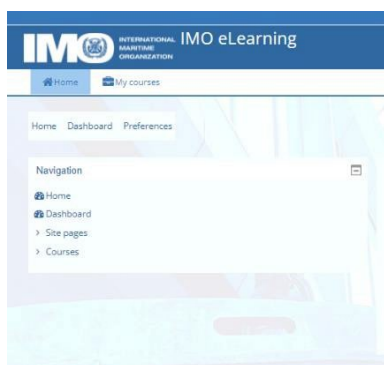 IMO INTERNATIONAL MARITIME ORGANIZATION IMO eLearning
Home My courses
Home Dashboard Preferences
Navigation
Home
Dashboard
Site pages
Courses